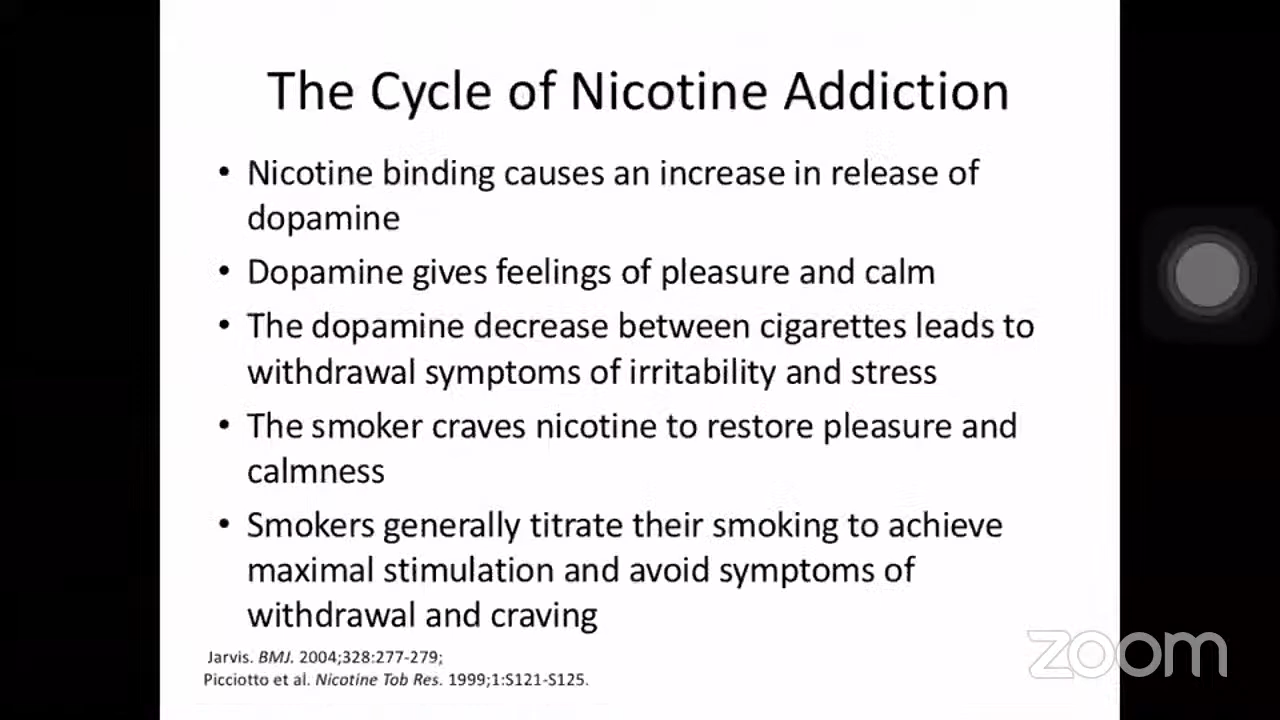 The Cycle of Nicotine Addiction
• Nicotine binding causes an increase in release of
dopamine
• Dopamine gives feelings of pleasure and calm
• The dopamine decrease between cigarettes leads to
withdrawal symptoms of irritability and stress
• The smoker craves nicotine to restore pleasure and
calmness
• Smokers generally titrate their smoking to achieve
maximal stimulation and avoid symptoms of
withdrawal and craving
Jarvis. BMJ. 2004;328:277-279;
Picciotto et al. Nicotine Tob Res. 1999;1:S121-S125.
zoom